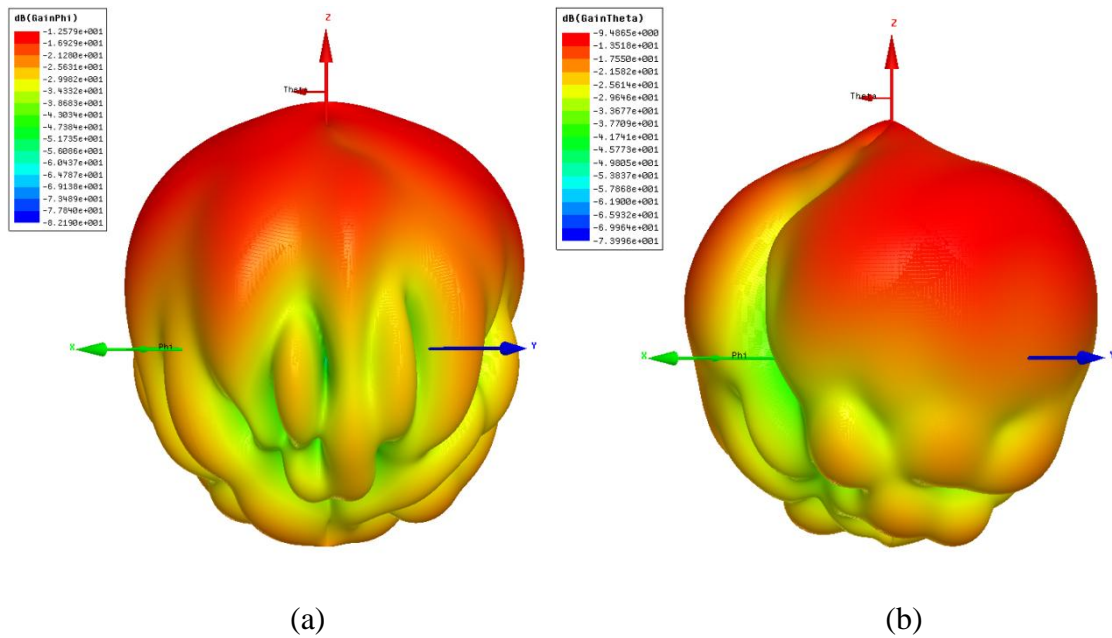 dB(GainPhi)
-1.2579e+001
-1.6929e+001
-2.1280e+001
-2.5631e+001
-2.9982e+001
-3.4332e+001
-3.8683e+001
-4.3034e+001
-4.7384e+001
-5.1735e+001
-5.6086e+001
-6.0437e+001
-6.4787e+001
-6.9138e+001
-7.3489e+001
-7.7840e+001
-8.2190e+001
Z
Theta
X
Phi
Y
(a)
dB(GainTheta)
-9.4865e+000
-1.3518e+001
-1.7550e+001
-2.1582e+001
-2.5614e+001
-2.9646e+001
-3.3677e+001
-3.7709e+001
-4.1741e+001
-4.5773e+001
-4.9805e+001
-5.3837e+001
-5.7868e+001
-6.1900e+001
-6.5932e+001
-6.9964e+001
-7.3996e+001
Z
Theta
X
Phi
Y
(b)